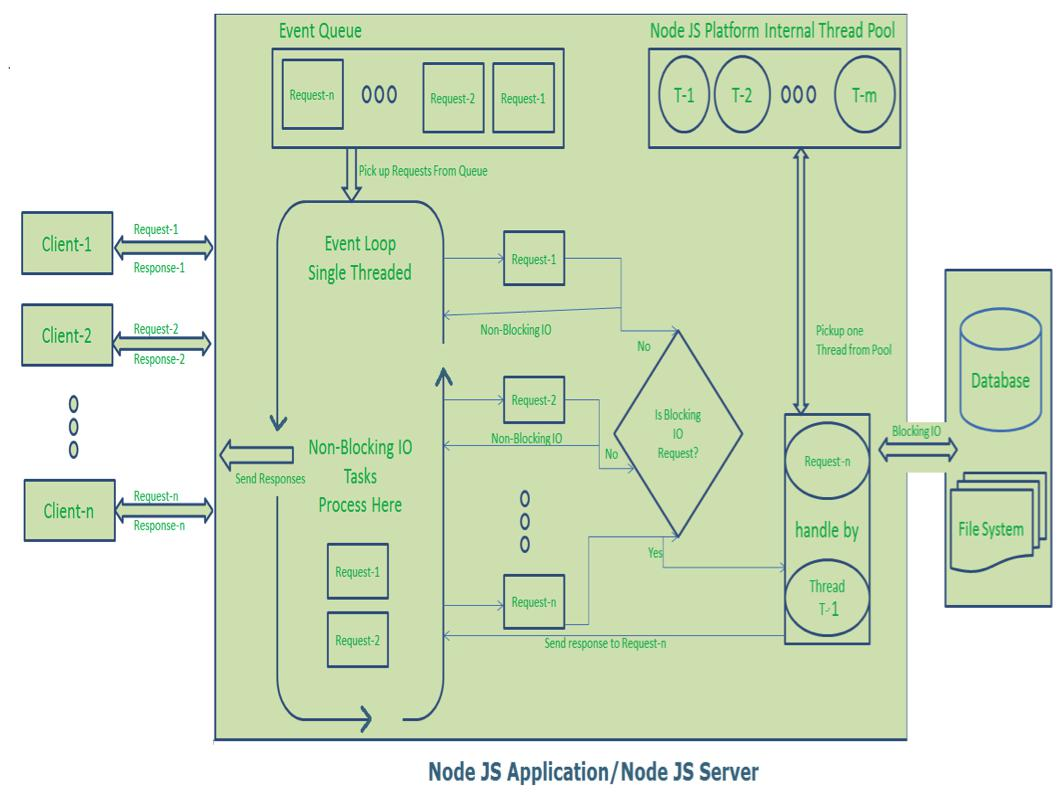 Event Queue
Node JS Platform Internal Thread Pool
Request-n
Request-2
Request-1
T-1
T-2
T-m
Pick up Requests From Queue
Client-1
Request-1
Response-1
Client-2
Request-2
Response-2
Client-n
Request-n
Response-n
Event Loop
Single Threaded
Request-1
Non-Blocking IO
No
Request-2
Non-Blocking IO
No
Is Blocking
IO
Request?
Yes
Request-n
Send response to Request-n
Non-Blocking IO
Tasks
Process Here
Send Responses
Request-1
Request-2
Pickup one
Thread from Pool
Request-n
handle by
Thread
T-1
Blocking IO
Database
File System
Node JS Application/Node JS Server